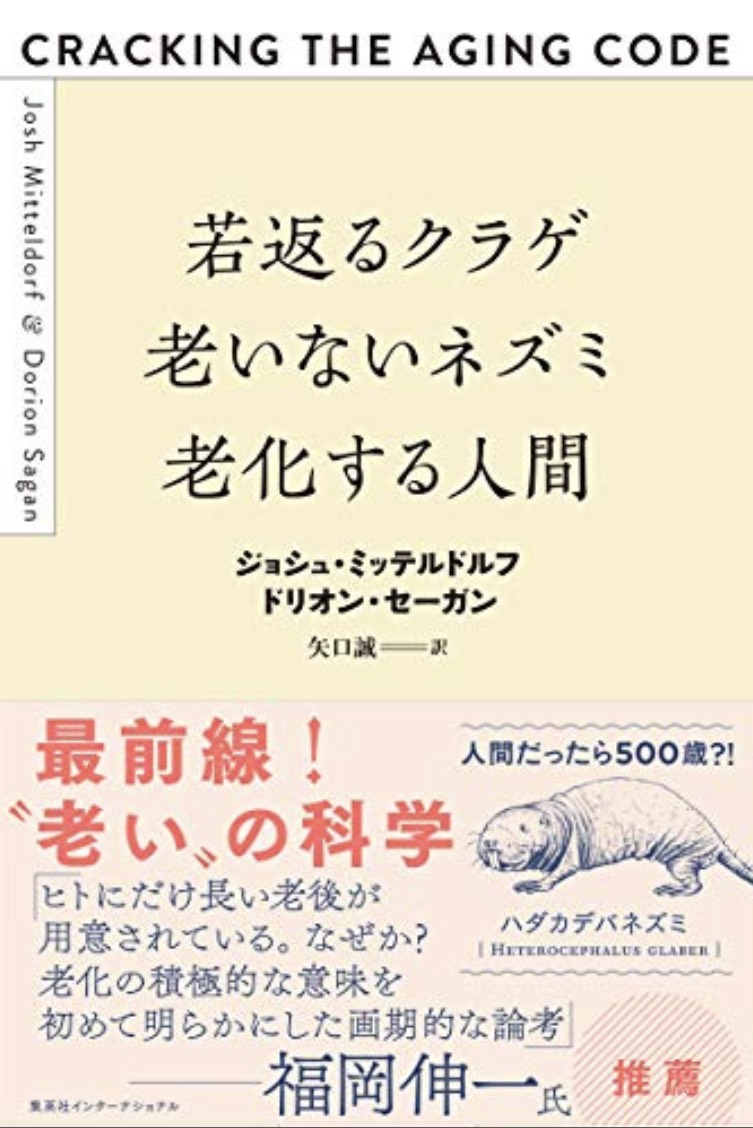 CRACKING THE AGING CODE
Josh Mitteldorf & Dorion Sagan
若返るクラゲ
老いないネズミ
老化する人間
ジョシュ・ミッテルドルフ
ドリオン・セーガン
矢口誠──訳
最前線！
〝老い〟の科学
人間だったら500歳?!
ハダカデバネズミ
[ HETEROCEPHALUS GLABER ]
「ヒトにだけ長い老後が
用意されている。なぜか?
老化の積極的な意味を
初めて明らかにした画期的な論考」
──福岡伸一氏
推薦
集英社インターナショナル